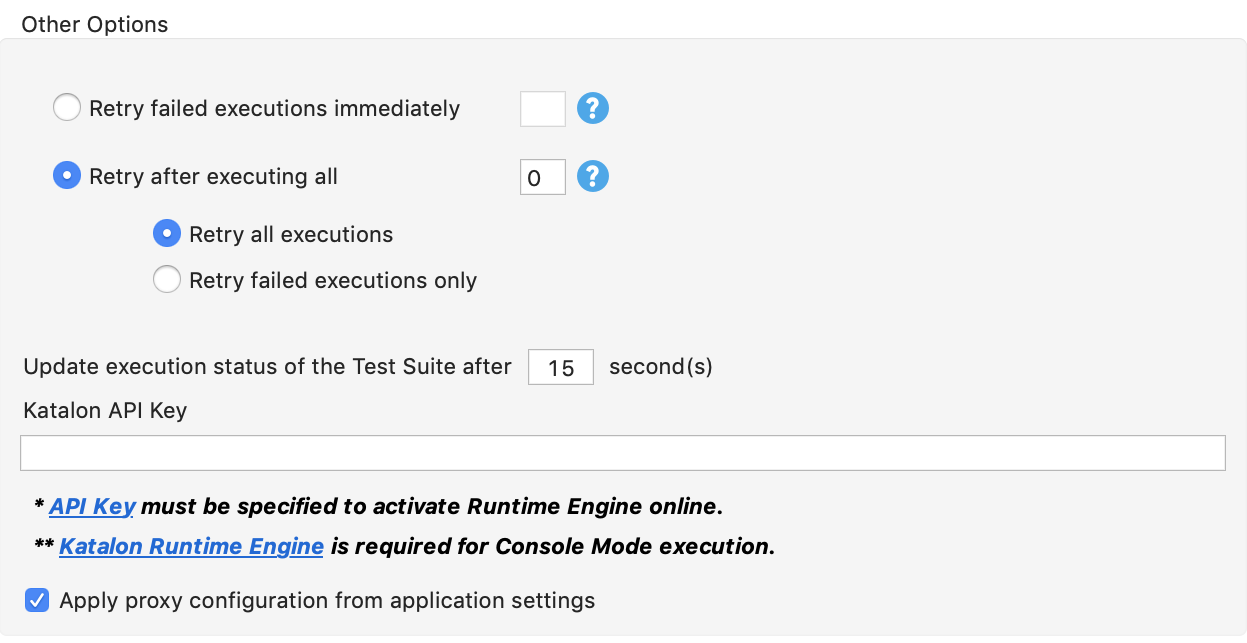 Other Options
Retry failed executions immediately ?
Retry after executing all 0 ?
Retry all executions
Retry failed executions only
Update execution status of the Test Suite after 15 second(s)
Katalon API Key
* API Key must be specified to activate Runtime Engine online.
** Katalon Runtime Engine is required for Console Mode execution.
Apply proxy configuration from application settings